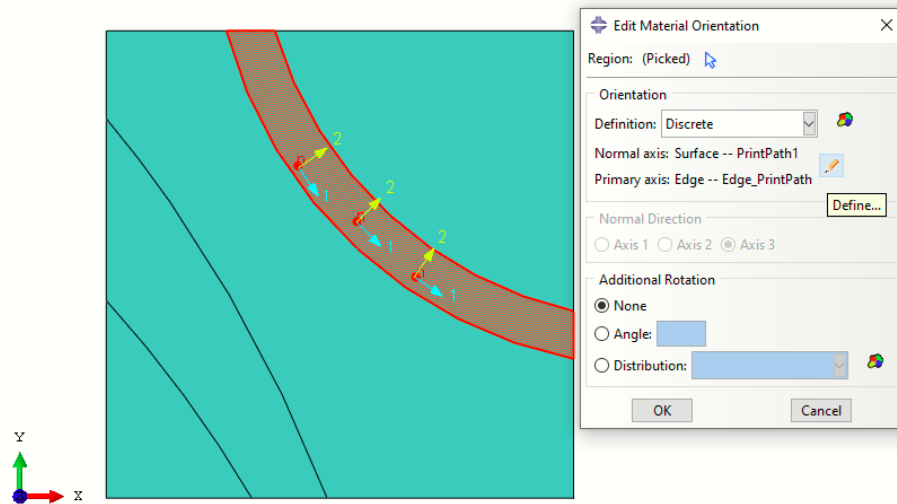 Edit Material Orientation
Region: (Picked)
Orientation
Definition: Discrete
Normal axis: Surface -- PrintPath1
Primary axis: Edge -- Edge_PrintPath
Define...
Normal Direction
Axis 1 Axis 2 Axis 3
Additional Rotation
None
Angle:
Distribution:
OK Cancel
2
1
2
1
2
1
Y
X